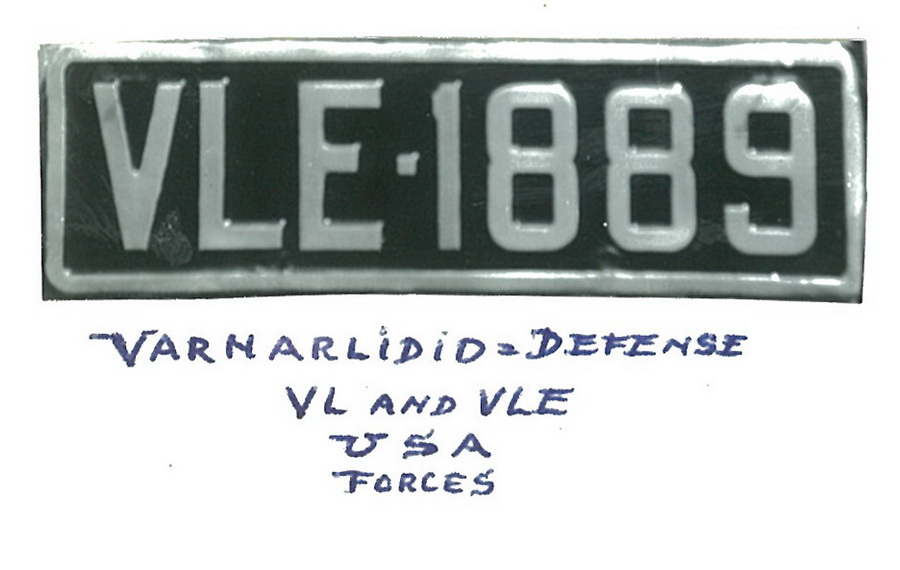 VLE·1889
VARNARLiDiD = DEFENSE
VL AND VLE
USA
FORCES